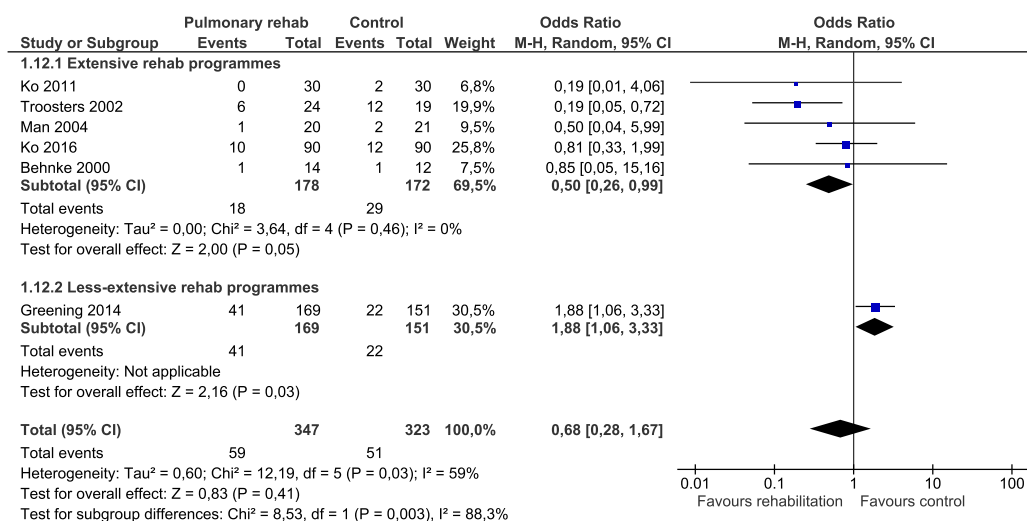 Pulmonary rehab Control Odds Ratio Odds Ratio
Study or Subgroup Events Total Events Total Weight M-H, Random, 95% CI M-H, Random, 95% CI
1.12.1 Extensive rehab programmes
Ko 2011 0 30 2 30 6,8% 0,19 [0,01, 4,06]
Troosters 2002 6 24 12 19 19,9% 0,19 [0,05, 0,72]
Man 2004 1 20 2 21 9,5% 0,50 [0,04, 5,99]
Ko 2016 10 90 12 90 25,8% 0,81 [0,33, 1,99]
Behnke 2000 1 14 1 12 7,5% 0,85 [0,05, 15,16]
Subtotal (95% CI) 178 172 69,5% 0,50 [0,26, 0,99]
Total events 18 29
Heterogeneity: Tau² = 0,00; Chi² = 3,64, df = 4 (P = 0,46); I² = 0%
Test for overall effect: Z = 2,00 (P = 0,05)
1.12.2 Less-extensive rehab programmes
Greening 2014 41 169 22 151 30,5% 1,88 [1,06, 3,33]
Subtotal (95% CI) 169 151 30,5% 1,88 [1,06, 3,33]
Total events 41 22
Heterogeneity: Not applicable
Test for overall effect: Z = 2,16 (P = 0,03)
Total (95% CI) 347 323 100,0% 0,68 [0,28, 1,67]
Total events 59 51
Heterogeneity: Tau² = 0,60; Chi² = 12,19, df = 5 (P = 0,03); I² = 59%
Test for overall effect: Z = 0,83 (P = 0,41)
Test for subgroup differences: Chi² = 8,53, df = 1 (P = 0,003), I² = 88,3%
0.01 0.1 1 10 100
Favours rehabilitation Favours control